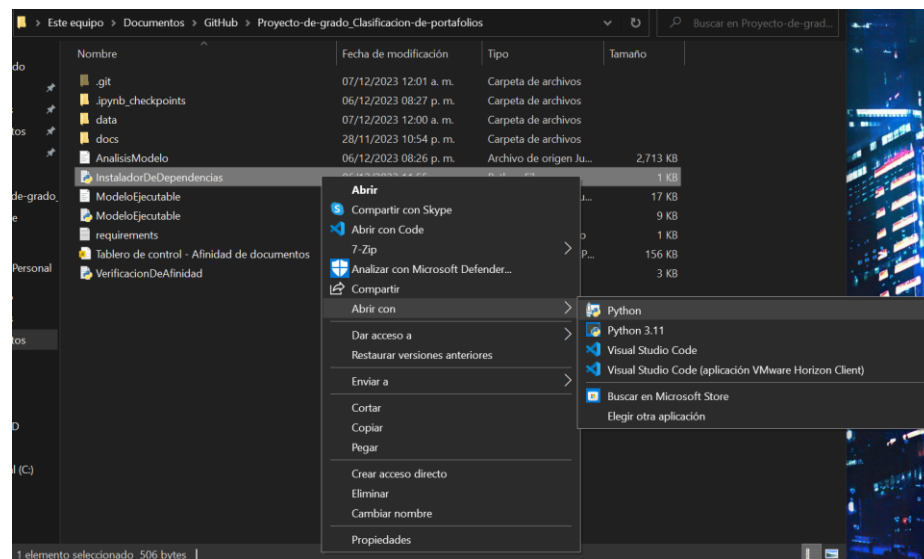 > Este equipo > Documentos > GitHub > Proyecto-de-grado_Clasificacion-de-portafolios
Buscar en Proyecto-de-grad...
Nombre Fecha de modificación Tipo Tamaño
do
.git 07/12/2023 12:01 a. m. Carpeta de archivos
.ipynb_checkpoints 06/12/2023 08:27 p. m. Carpeta de archivos
data 07/12/2023 12:00 a. m. Carpeta de archivos
tos
docs 28/11/2023 10:54 p. m. Carpeta de archivos
AnalisisModelo 06/12/2023 08:26 p. m. Archivo de origen Ju... 2,713 KB
InstaladorDeDependencias 1 KB
de-grado_
ModeloEjecutable 17 KB
e
ModeloEjecutable 9 KB
requirements 1 KB
Tablero de control - Afinidad de documentos 156 KB
Personal
VerificacionDeAfinidad 3 KB
tos
D
l (C:)
Abrir
Compartir con Skype
Abrir con Code
7-Zip
Analizar con Microsoft Defender...
Compartir
Abrir con
Dar acceso a
Restaurar versiones anteriores
Enviar a
Cortar
Copiar
Pegar
Crear acceso directo
Eliminar
Cambiar nombre
Propiedades
Python
Python 3.11
Visual Studio Code
Visual Studio Code (aplicación VMware Horizon Client)
Buscar en Microsoft Store
Elegir otra aplicación
1 elemento seleccionado 506 bytes